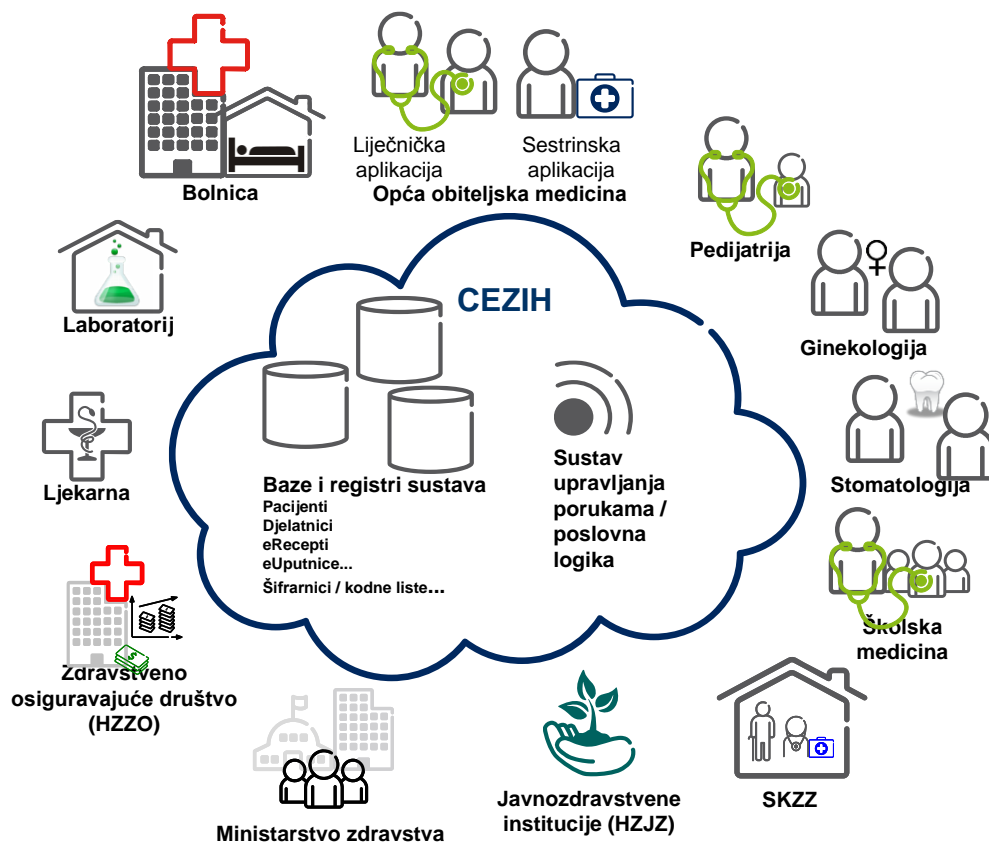 Liječnička
aplikacija
Sestrinska
aplikacija
Opća obiteljska medicina
Bolnica
Pedijatrija
Laboratorij
CEZIH
Ginekologija
Ljekarna
Baze i registri sustava
Pacijenti
Djelatnici
eRecepti
eUputnice...
Šifrarnici / kodne liste...
Sustav
upravljanja
porukama /
poslovna
logika
Stomatologija
Školska
medicina
Zdravstveno
osiguravajuće društvo
(HZZO)
$
Ministarstvo zdravstva
Javnozdravstvene
institucije (HZJZ)
SKZZ